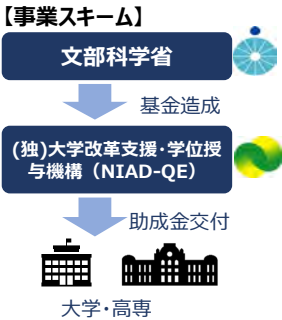 【事業スキーム】
文部科学省
基金造成
(独)大学改革支援・学位授
与機構（NIAD-QE）
助成金交付
大学・高専